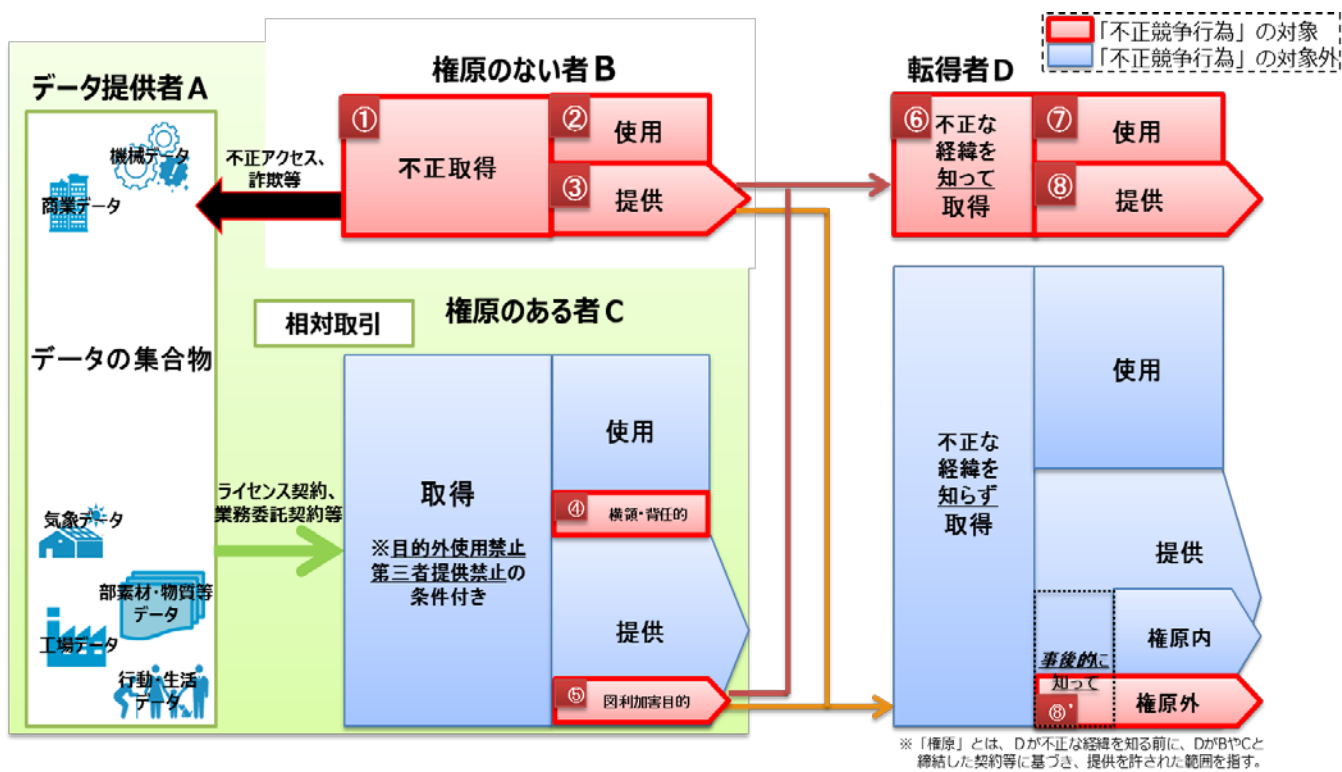 「不正競争行為」の対象
「不正競争行為」の対象外
データ提供者A
機械データ
商業データ
データの集合物
気象データ
部素材・物質等
データ
工場データ
行動・生活
データ
不正アクセス、
詐欺等
権原のない者B
①
不正取得
②
使用
③
提供
相対取引
権原のある者C
ライセンス契約、
業務委託契約等
取得
※目的外使用禁止
第三者提供禁止の
条件付き
使用
④
横領・背任的
提供
⑤
図利加害目的
転得者D
⑥
不正な
経緯を
知って
取得
⑦
使用
⑧
提供
不正な
経緯を
知らず
取得
使用
提供
事後的に
知って
⑧'
権原内
権原外
※「権原」とは、Dが不正な経緯を知る前に、DがBやCと
締結した契約等に基づき、提供を許された範囲を指す。